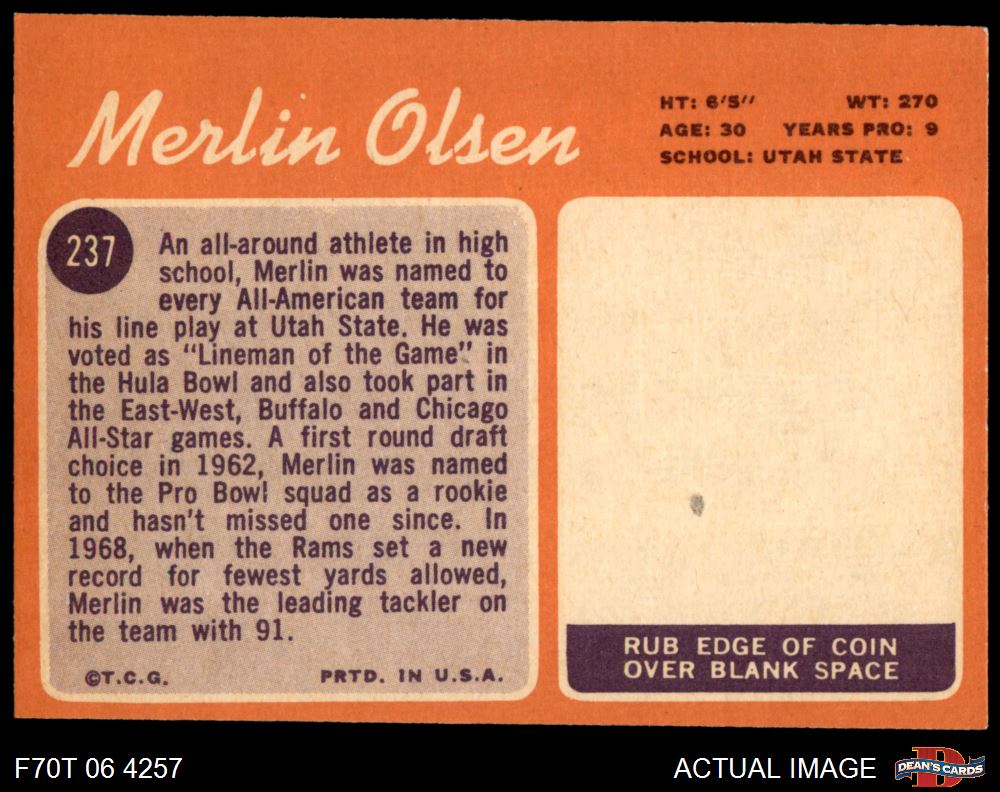 Merlin Olsen
HT: 6'5" WT: 270
AGE: 30 YEARS PRO: 9
SCHOOL: UTAH STATE
237
An all-around athlete in high
school, Merlin was named to
every All-American team for
his line play at Utah State. He was
voted as "Lineman of the Game" in
the Hula Bowl and also took part in
the East-West, Buffalo and Chicago
All-Star games. A first round draft
choice in 1962, Merlin was named
to the Pro Bowl squad as a rookie
and hasn't missed one since. In
1968, when the Rams set a new
record for fewest yards allowed,
Merlin was the leading tackler on
the team with 91.
©T.C.G. PRTD. IN U.S.A.
RUB EDGE OF COIN
OVER BLANK SPACE
F70T 06 4257
ACTUAL IMAGE
DEAN'S CARDS